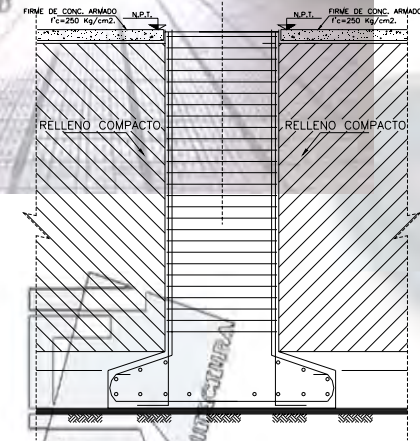 FIRME DE CONC. ARMADO
f'c=250 Kg/cm2.
N.P.T.
N.P.T.
FIRME DE CONC. ARMADO
f'c=250 Kg/cm2.
RELLENO COMPACTO
RELLENO COMPACTO